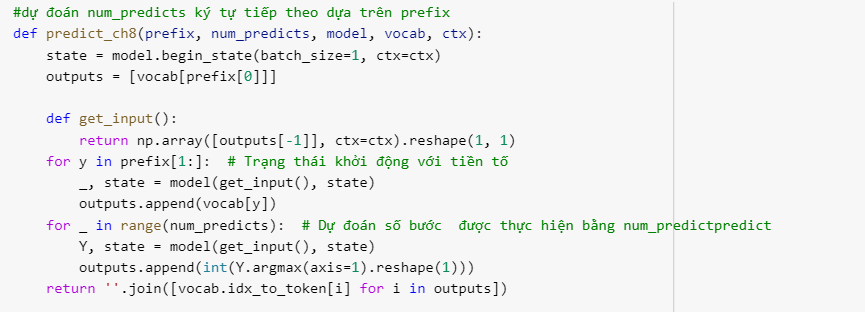 #dự đoán num_predicts ký tự tiếp theo dựa trên prefix
def predict_ch8(prefix, num_predicts, model, vocab, ctx):
    state = model.begin_state(batch_size=1, ctx=ctx)
    outputs = [vocab[prefix[0]]]

    def get_input():
        return np.array([outputs[-1]], ctx=ctx).reshape(1, 1)
    for y in prefix[1:]:  # Trạng thái khởi động với tiền tố
        _, state = model(get_input(), state)
        outputs.append(vocab[y])
    for _ in range(num_predicts):  # Dự đoán số bước  được thực hiện bằng num_predictpredict
        Y, state = model(get_input(), state)
        outputs.append(int(Y.argmax(axis=1).reshape(1)))
    return ''.join([vocab.idx_to_token[i] for i in outputs])